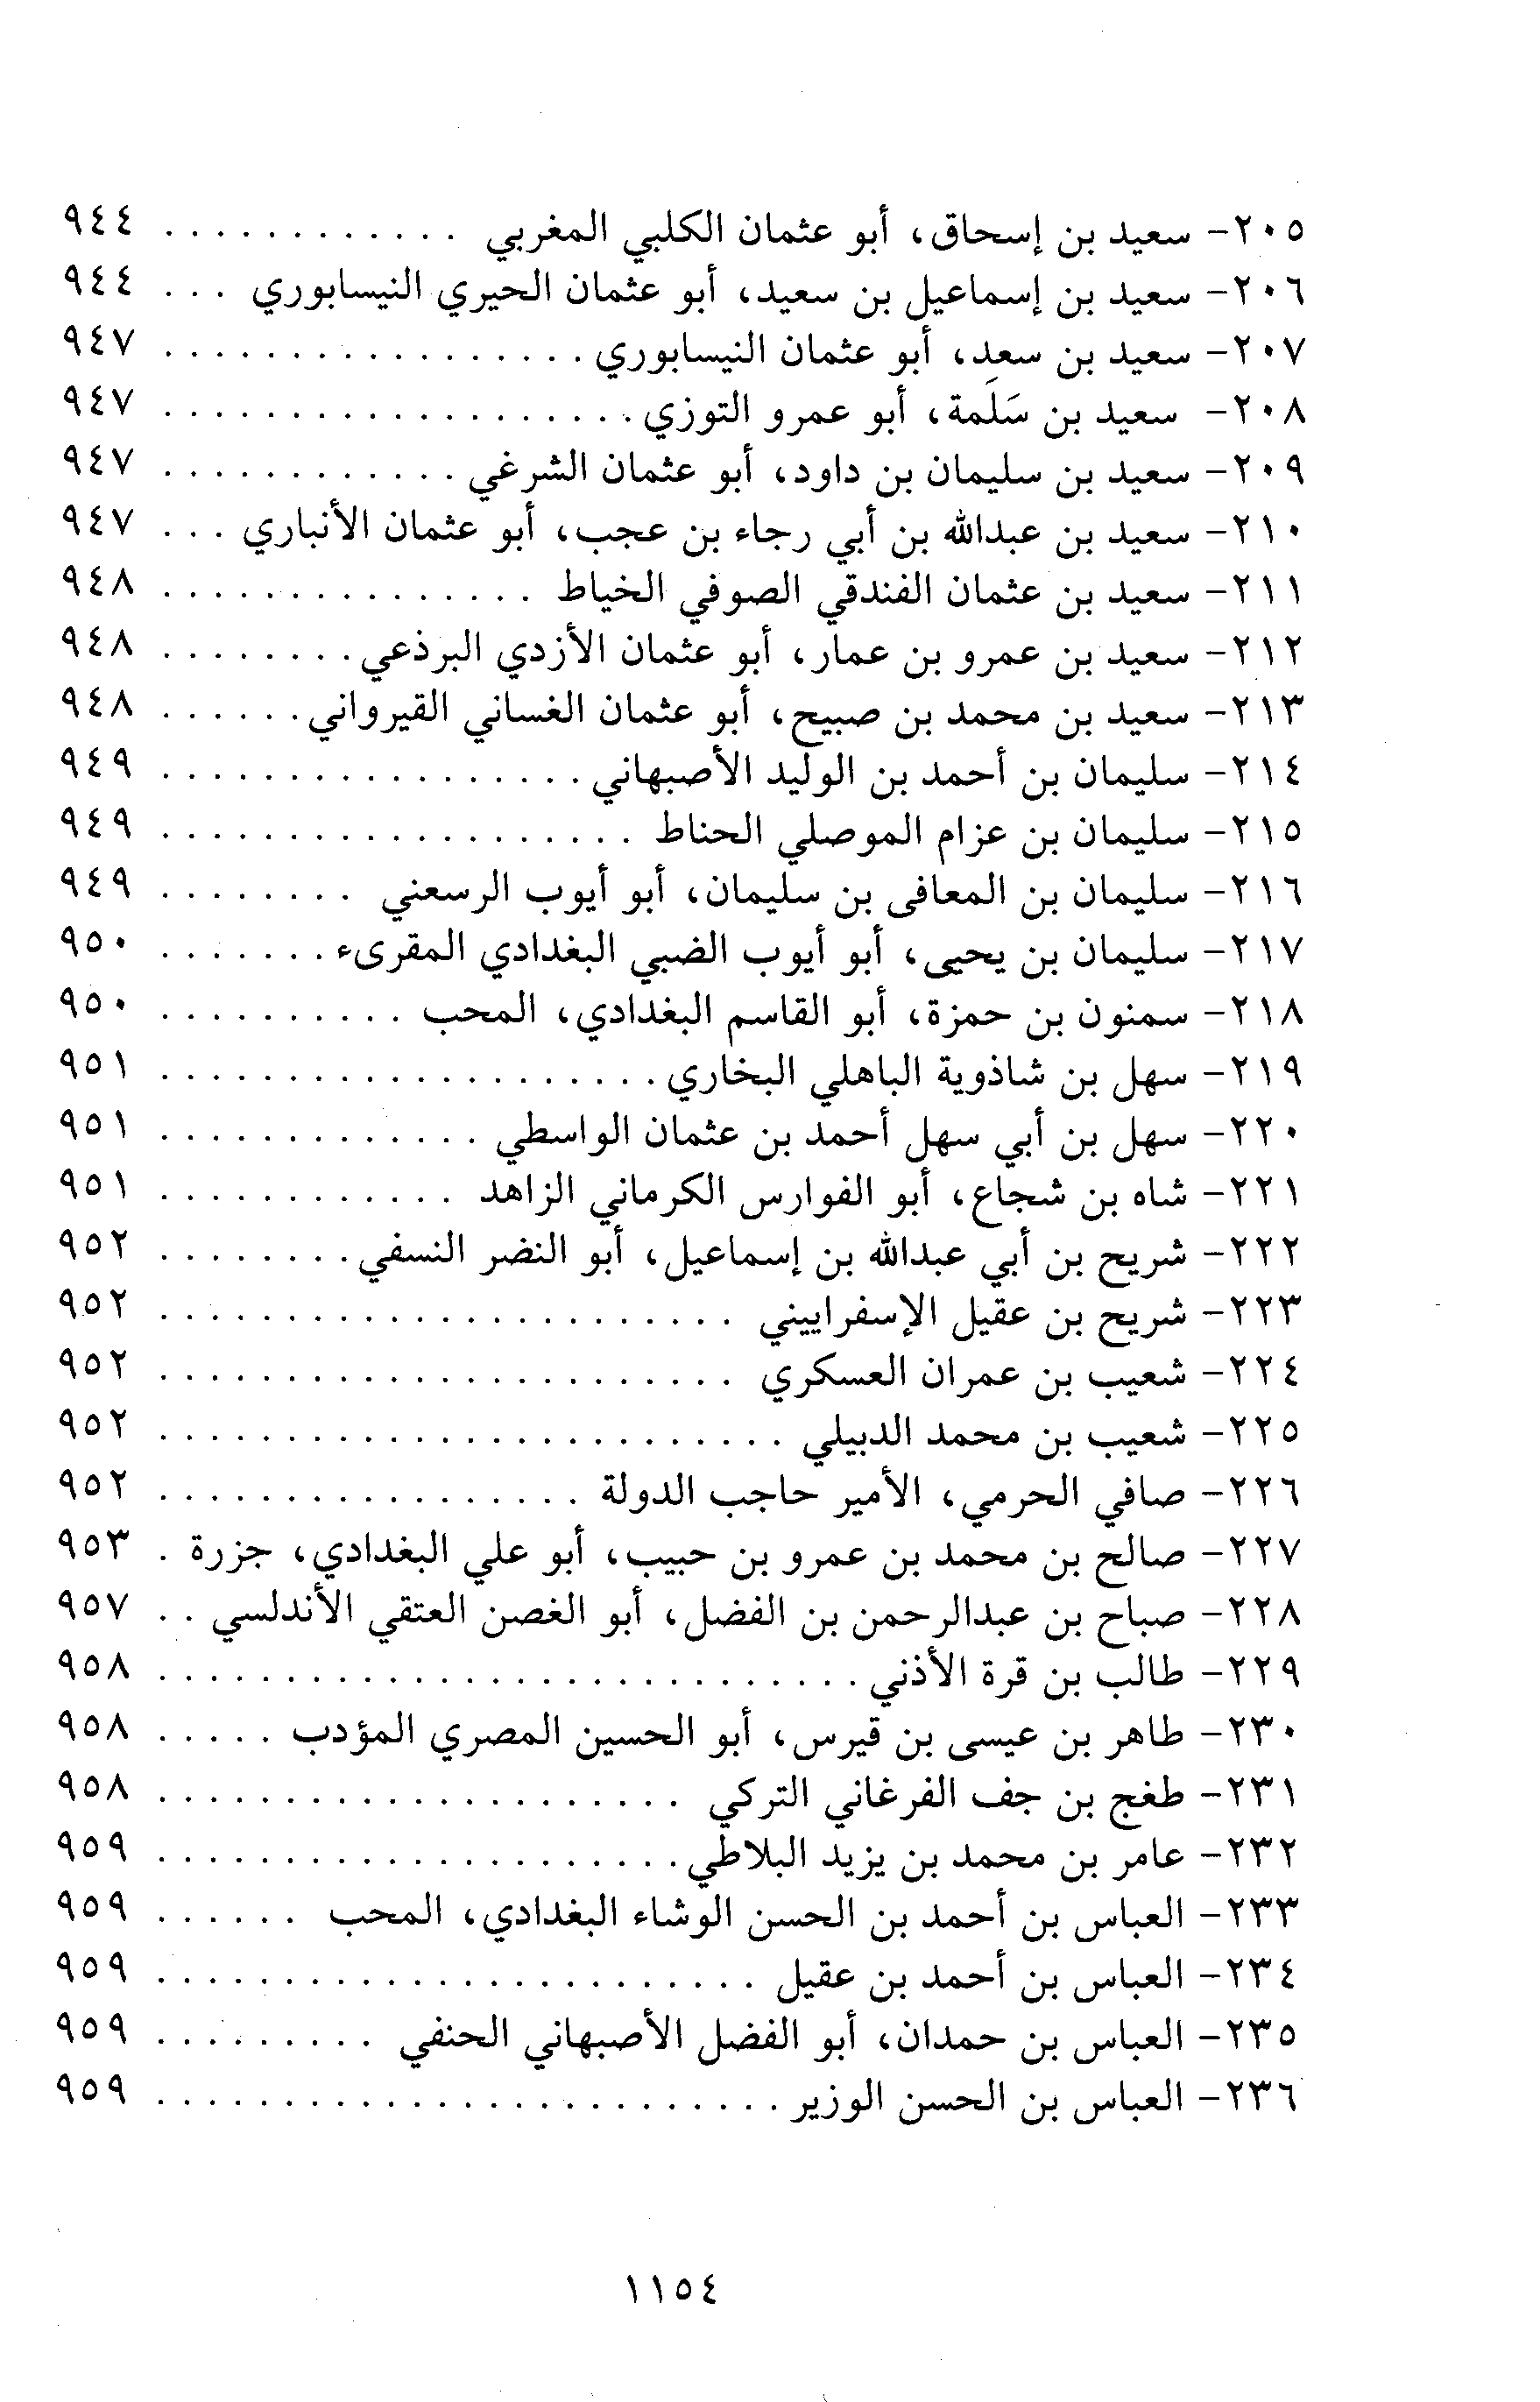 ٢٠٥- سعيد بن إسحاق، أبو عثمان الكلبي المغربي . . . . . . . . . . . . ٩٤٤
٢٠٦- سعيد بن إسماعيل بن سعيد، أبو عثمان الحيري النيسابوري . . . ٩٤٤
٢٠٧- سعيد بن سعد، أبو عثمان النيسابوري . . . . . . . . . . . . . . . . . ٩٤٧
٢٠٨- سعيد بن سَلَمة، أبو عمرو التوزي . . . . . . . . . . . . . . . . . . . ٩٤٧
٢٠٩- سعيد بن سليمان بن داود، أبو عثمان الشرغي . . . . . . . . . . . . ٩٤٧
٢١٠- سعيد بن عبدالله بن أبي رجاء بن عجب، أبو عثمان الأنباري . . . ٩٤٧
٢١١- سعيد بن عثمان الفندقي الصوفي الخياط . . . . . . . . . . . . . . . ٩٤٨
٢١٢- سعيد بن عمرو بن عمار، أبو عثمان الأزدي البرذعي . . . . . . . . ٩٤٨
٢١٣- سعيد بن محمد بن صبيح، أبو عثمان الغساني القيرواني . . . . . . ٩٤٨
٢١٤- سليمان بن أحمد بن الوليد الأصبهاني . . . . . . . . . . . . . . . . . ٩٤٩
٢١٥- سليمان بن عزام الموصلي الحناط . . . . . . . . . . . . . . . . . . . ٩٤٩
٢١٦- سليمان بن المعافى بن سليمان، أبو أيوب الرسعني . . . . . . . . ٩٤٩
٢١٧- سليمان بن يحيى، أبو أيوب الضبي البغدادي المقرىء . . . . . . . ٩٥٠
٢١٨- سمنون بن حمزة، أبو القاسم البغدادي، المحب . . . . . . . . . . ٩٥٠
٢١٩- سهل بن شاذوية الباهلي البخاري . . . . . . . . . . . . . . . . . . . . ٩٥١
٢٢٠- سهل بن أبي سهل أحمد بن عثمان الواسطي . . . . . . . . . . . . . ٩٥١
٢٢١- شاه بن شجاع، أبو الفوارس الكرماني الزاهد . . . . . . . . . . . . ٩٥١
٢٢٢- شريح بن أبي عبدالله بن إسماعيل، أبو النضر النسفي . . . . . . . . ٩٥٢
٢٢٣- شريح بن عقيل الإسفراييني . . . . . . . . . . . . . . . . . . . . . . . ٩٥٢
٢٢٤- شعيب بن عمران العسكري . . . . . . . . . . . . . . . . . . . . . . . ٩٥٢
٢٢٥- شعيب بن محمد الدبيلي . . . . . . . . . . . . . . . . . . . . . . . . . ٩٥٢
٢٢٦- صافي الحرمي، الأمير حاجب الدولة . . . . . . . . . . . . . . . . . ٩٥٢
٢٢٧- صالح بن محمد بن عمرو بن حبيب، أبو علي البغدادي، جزرة . ٩٥٣
٢٢٨- صباح بن عبدالرحمن بن الفضل، أبو الغصن العتقي الأندلسي . . ٩٥٧
٢٢٩- طالب بن قرة الأذني . . . . . . . . . . . . . . . . . . . . . . . . . . . . ٩٥٨
٢٣٠- طاهر بن عيسى بن قيرس، أبو الحسين المصري المؤدب . . . . . ٩٥٨
٢٣١- طغج بن جف الفرغاني التركي . . . . . . . . . . . . . . . . . . . . . ٩٥٨
٢٣٢- عامر بن محمد بن يزيد البلاطي . . . . . . . . . . . . . . . . . . . . . ٩٥٩
٢٣٣- العباس بن أحمد بن الحسن الوشاء البغدادي، المحب . . . . . . ٩٥٩
٢٣٤- العباس بن أحمد بن عقيل . . . . . . . . . . . . . . . . . . . . . . . . ٩٥٩
٢٣٥- العباس بن حمدان، أبو الفضل الأصبهاني الحنفي . . . . . . . . . ٩٥٩
٢٣٦- العباس بن الحسن الوزير . . . . . . . . . . . . . . . . . . . . . . . . . ٩٥٩
١١٥٤